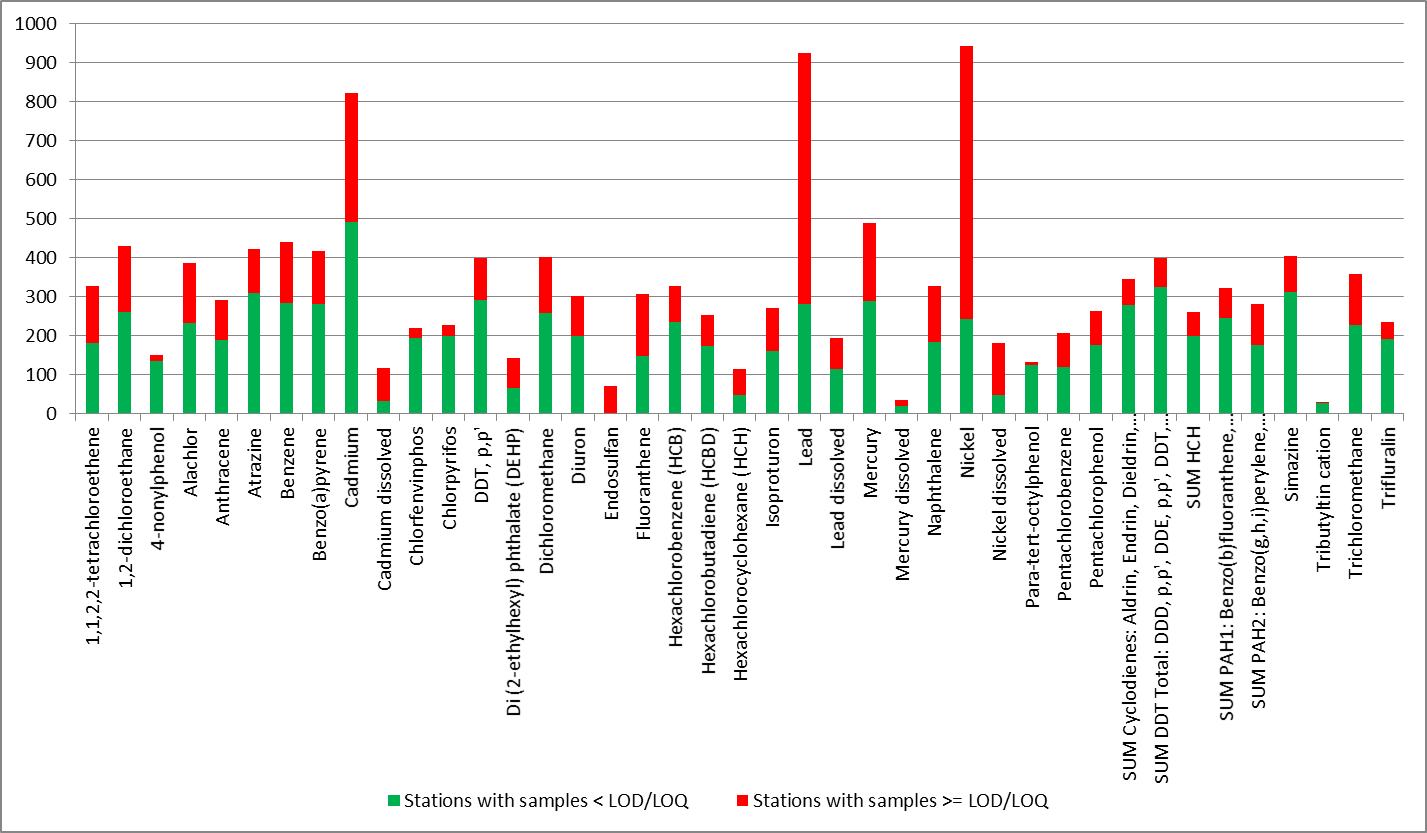 1000
900
800
700
600
500
400
300
200
100
0
1,1,2,2-tetrachloroethene
1,2-dichloroethane
4-nonylphenol
Alachlor
Anthracene
Atrazine
Benzene
Benzo(a)pyrene
Cadmium
Cadmium dissolved
Chlorfenvinphos
Chlorpyrifos
DDT, p,p'
Di (2-ethylhexyl) phthalate (DEHP)
Dichloromethane
Diuron
Endosulfan
Fluoranthene
Hexachlorobenzene (HCB)
Hexachlorobutadiene (HCBD)
Hexachlorocyclohexane (HCH)
Isoproturon
Lead
Lead dissolved
Mercury
Mercury dissolved
Naphthalene
Nickel
Nickel dissolved
Para-tert-octylphenol
Pentachlorobenzene
Pentachlorophenol
SUM Cyclodienes: Aldrin, Endrin, Dieldrin,...
SUM DDT Total: DDD, p,p', DDE, p,p', DDT,...
SUM HCH
SUM PAH1: Benzo(b)fluoranthene,...
SUM PAH2: Benzo(g,h,i)perylene,...
Simazine
Tributyltin cation
Trichloromethane
Trifluralin
Stations with samples < LOD/LOQ
Stations with samples >= LOD/LOQ